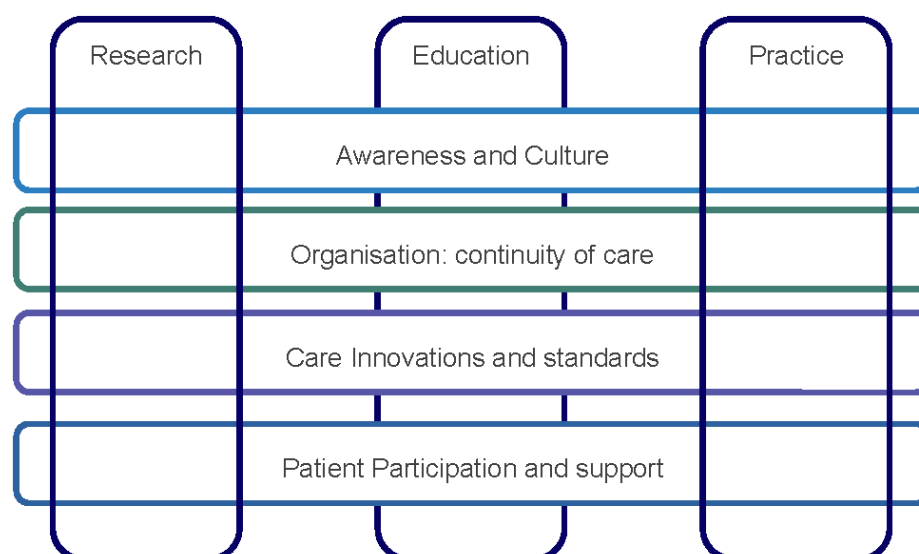 Research
Education
Practice
Awareness and Culture
Organisation: continuity of care
Care Innovations and standards
Patient Participation and support